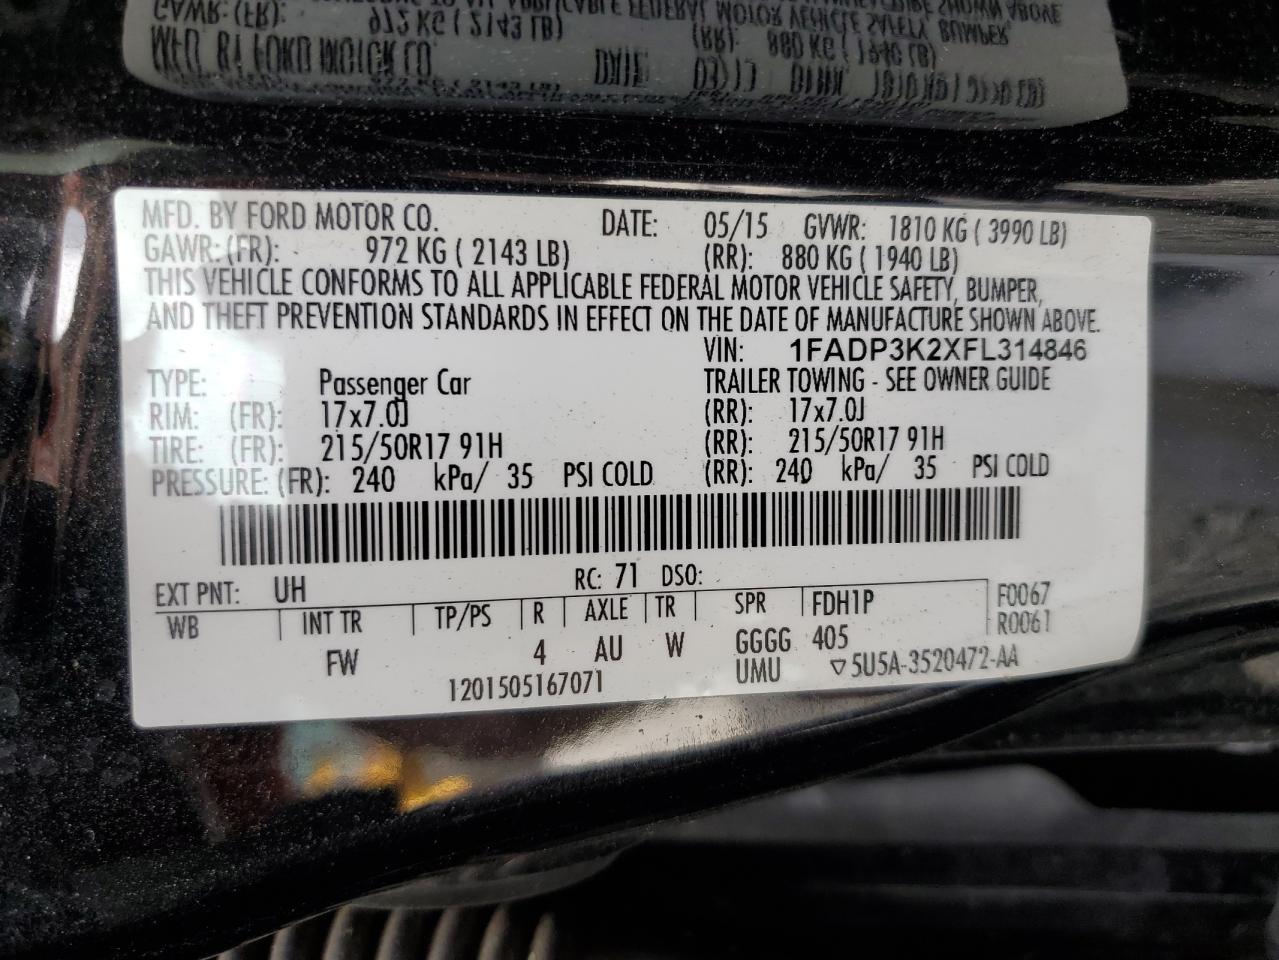 MFD. BY FORD MOTOR CO. DATE: 05/15 GVWR: 1810 KG ( 3990 LB)
GAWR: (FR): 972 KG ( 2143 LB) (RR): 880 KG ( 1940 LB)
THIS VEHICLE CONFORMS TO ALL APPLICABLE FEDERAL MOTOR VEHICLE SAFETY, BUMPER,
AND THEFT PREVENTION STANDARDS IN EFFECT ON THE DATE OF MANUFACTURE SHOWN ABOVE.
VIN: 1FADP3K2XFL314846
TYPE: Passenger Car TRAILER TOWING - SEE OWNER GUIDE
RIM: (FR): 17x7.0J (RR): 17x7.0J
TIRE: (FR): 215/50R17 91H (RR): 215/50R17 91H
PRESSURE: (FR): 240 kPa/ 35 PSI COLD (RR): 240 kPa/ 35 PSI COLD
EXT PNT: UH RC: 71 DSO:
WB INT TR TP/PS R AXLE TR SPR FDH1P F0067
FW 4 AU W GGGG 405 R0061
1201505167071 UMU ▽5U5A-3520472-AA